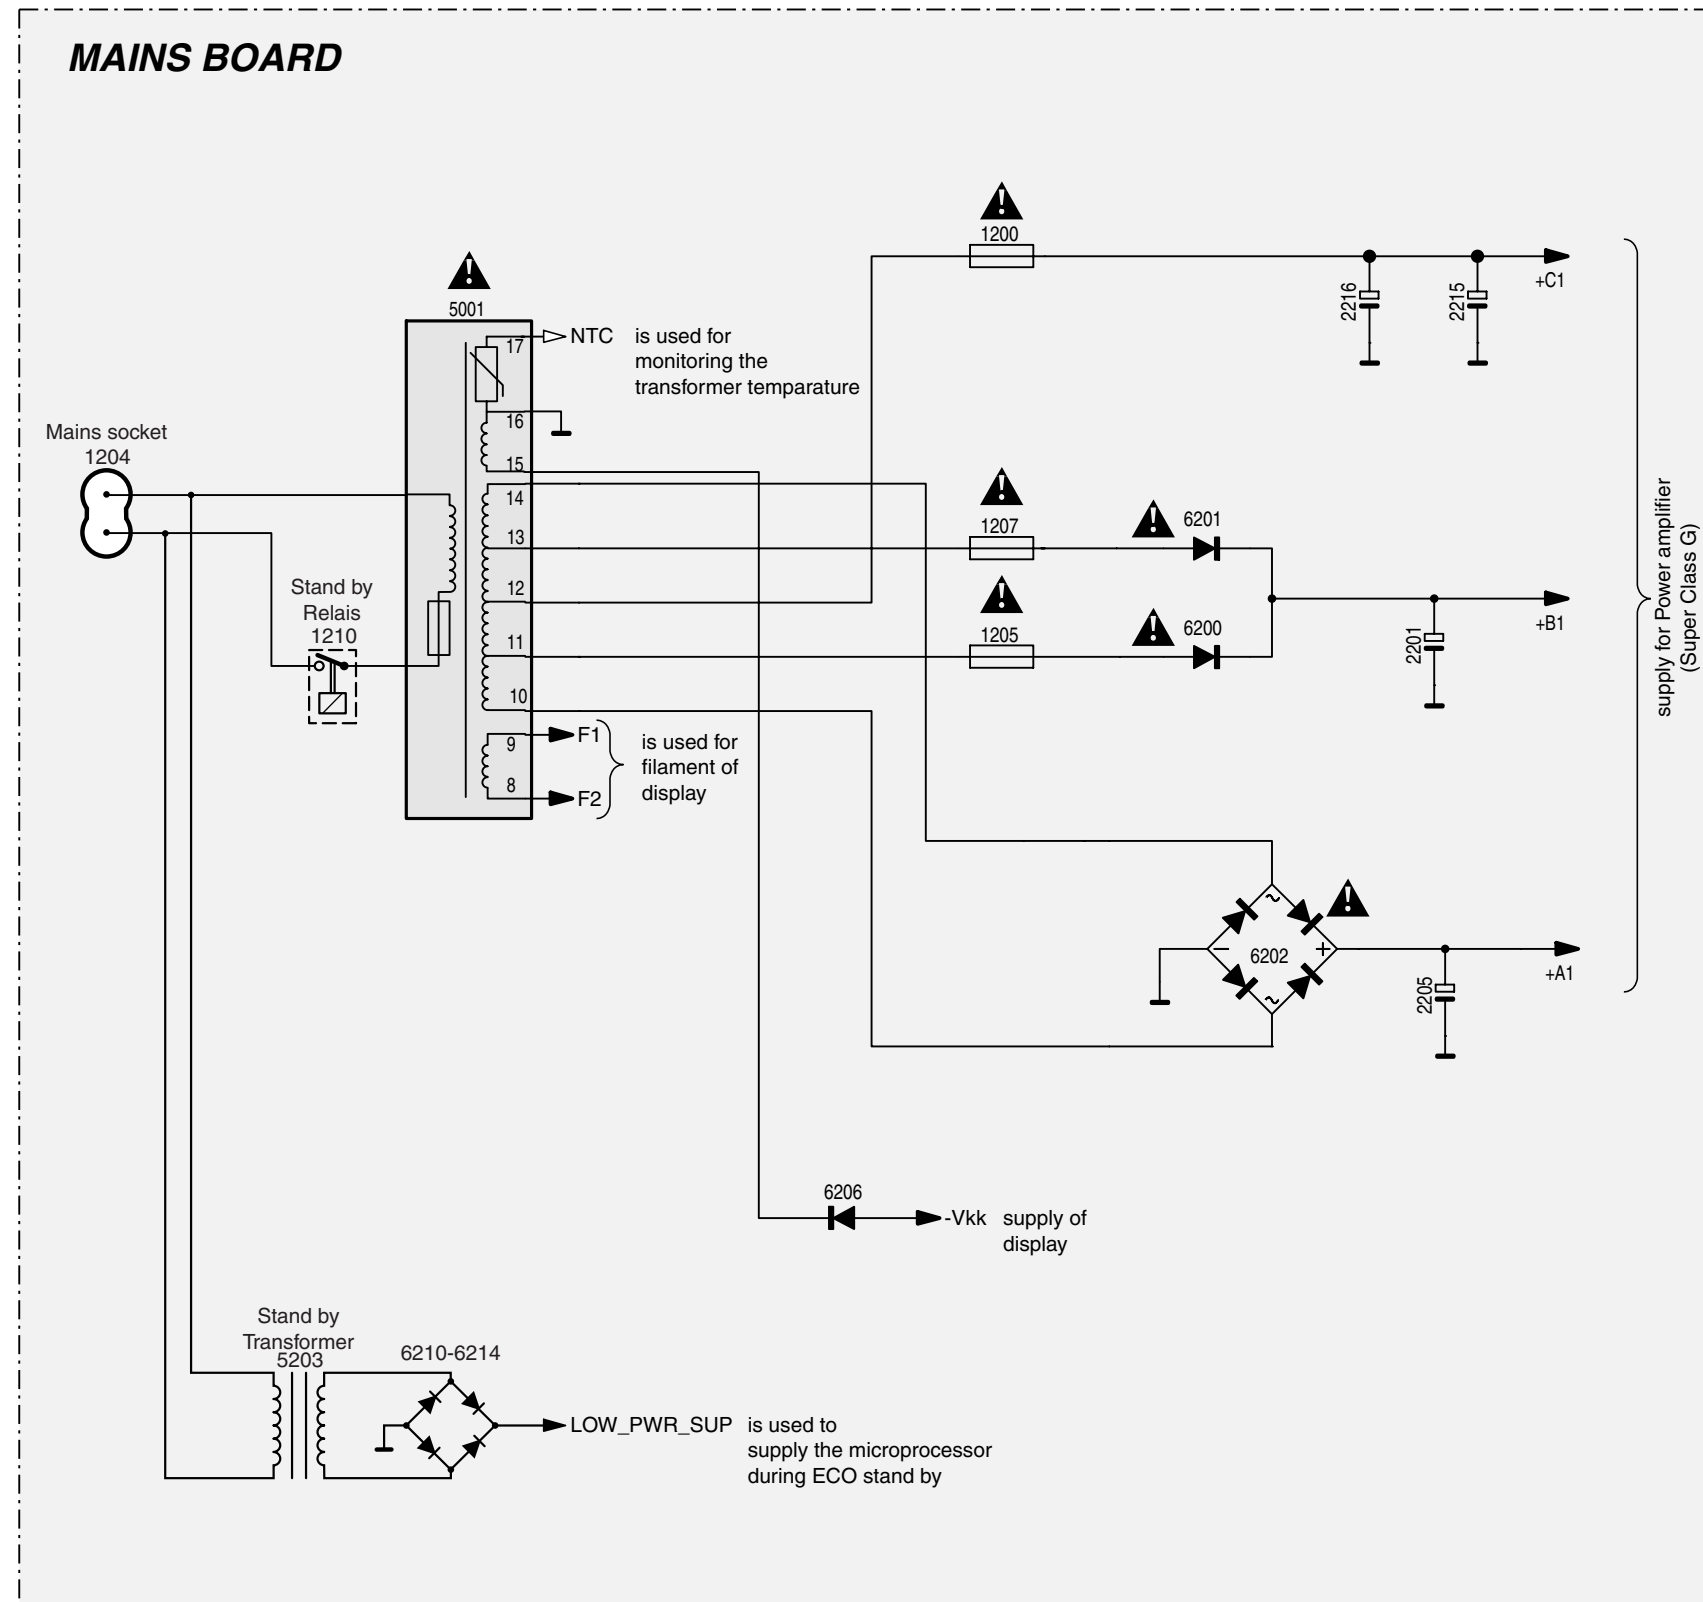 MAINS BOARD
1200
+C1
2216
2215
5001
17
NTC
is used for
monitoring the
transformer temparature
16
15
Mains socket
1204
14
13
12
11
10
9
8
1207
6201
1205
6200
+B1
2201
supply for Power amplifier
(Super Class G)
Stand by
Relais
1210
F1
F2
is used for
filament of
display
~
−
6202
+
~
+A1
2205
6206
-Vkk
supply of
display
Stand by
Transformer
5203
6210-6214
LOW_PWR_SUP
is used to
supply the microprocessor
during ECO stand by